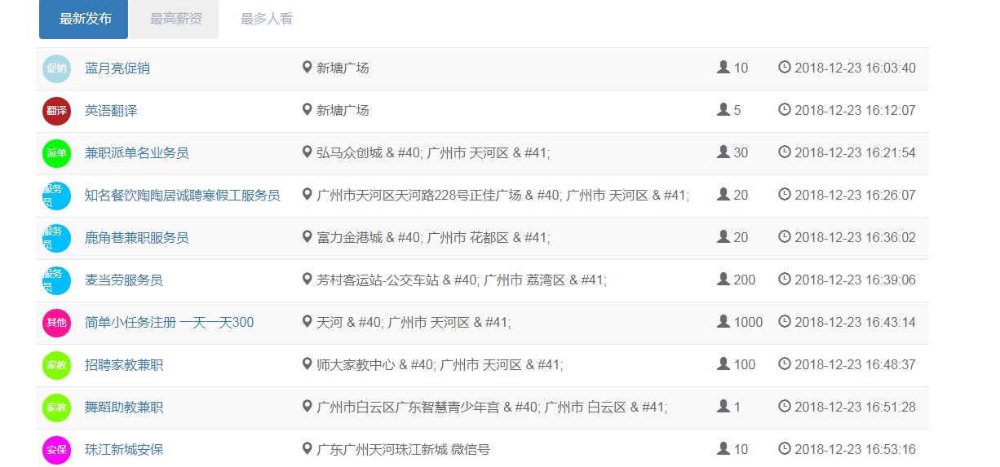 最新发布 最高薪资 最多人看
促销 蓝月亮促销 新塘广场 10 2018-12-23 16:03:40
翻译 英语翻译 新塘广场 5 2018-12-23 16:12:07
派单 兼职派单名业务员 弘马众创城 & #40; 广州市 天河区 & #41; 30 2018-12-23 16:21:54
服务员 知名餐饮陶陶居诚聘寒假工服务员 广州市天河区天河路228号正佳广场 & #40; 广州市 天河区 & #41; 20 2018-12-23 16:26:07
服务员 鹿角巷兼职服务员 富力金港城 & #40; 广州市 花都区 & #41; 20 2018-12-23 16:36:02
服务员 麦当劳服务员 芳村客运站-公交车站 & #40; 广州市 荔湾区 & #41; 200 2018-12-23 16:39:06
其他 简单小任务注册 一天一天300 天河 & #40; 广州市 天河区 & #41; 1000 2018-12-23 16:43:14
家教 招聘家教兼职 师大家教中心 & #40; 广州市 天河区 & #41; 100 2018-12-23 16:48:37
家教 舞蹈助教兼职 广州市白云区广东智慧青少年宫 & #40; 广州市 白云区 & #41; 1 2018-12-23 16:51:28
安保 珠江新城安保 广东广州天河珠江新城 微信号 10 2018-12-23 16:53:16